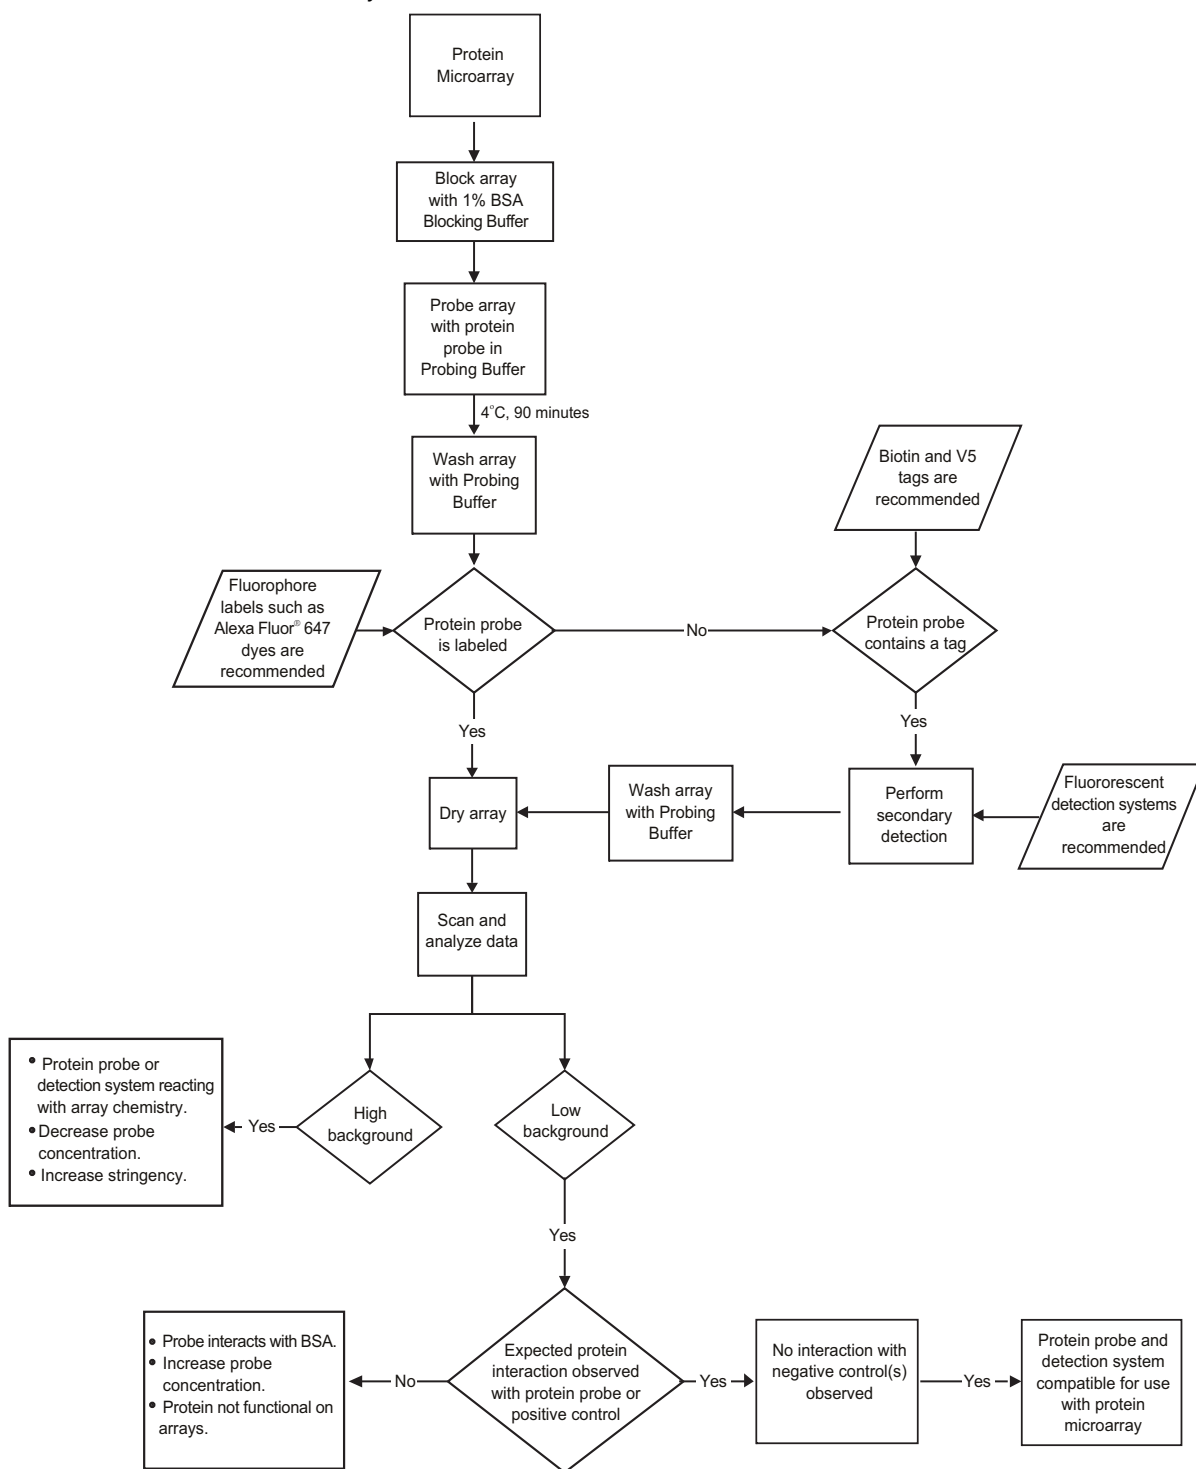 Protein
Microarray
Block array
with 1% BSA
Blocking Buffer
Probe array
with protein
probe in
Probing Buffer
4°C, 90 minutes
Wash array
with Probing
Buffer
Biotin and V5
tags are
recommended
Fluorophore
labels such as
Alexa Fluor® 647
dyes are
recommended
Protein probe
is labeled
No
Protein probe
contains a tag
Yes
Yes
Dry array
Wash array
with Probing
Buffer
Perform
secondary
detection
Fluororescent
detection systems
are
recommended
Scan and
analyze data
• Protein probe or
detection system reacting
with array chemistry.
• Decrease probe
concentration.
• Increase stringency.
Yes
High
background
Low
background
Yes
• Probe interacts with BSA.
• Increase probe
concentration.
• Protein not functional on
arrays.
No
Expected protein
interaction observed
with protein probe or
positive control
Yes
No interaction with
negative control(s)
observed
Yes
Protein probe and
detection system
compatible for use
with protein
microarray